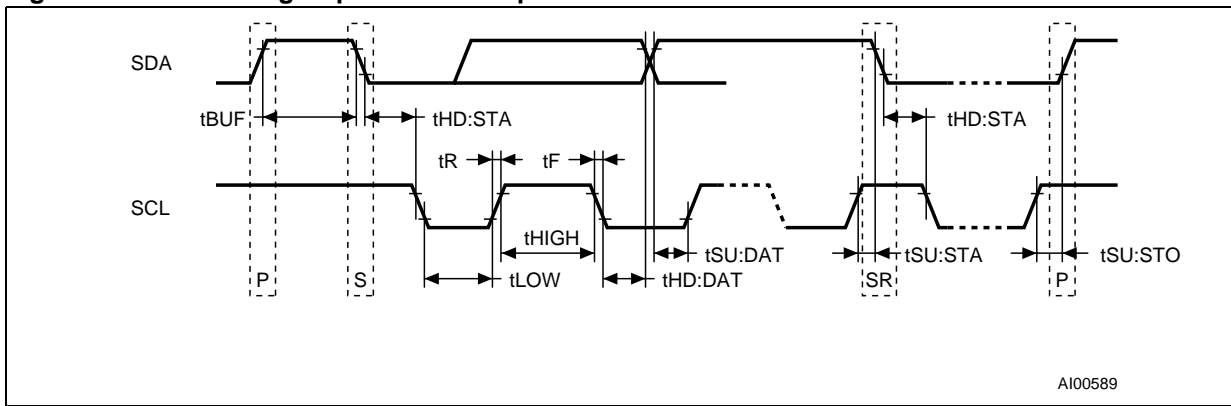 SDA
tBUF
tHD:STA
tHD:STA
tR
tF
SCL
tHIGH
tSU:DAT
tSU:STA
tSU:STO
P
S
tLOW
tHD:DAT
SR
P
AI00589